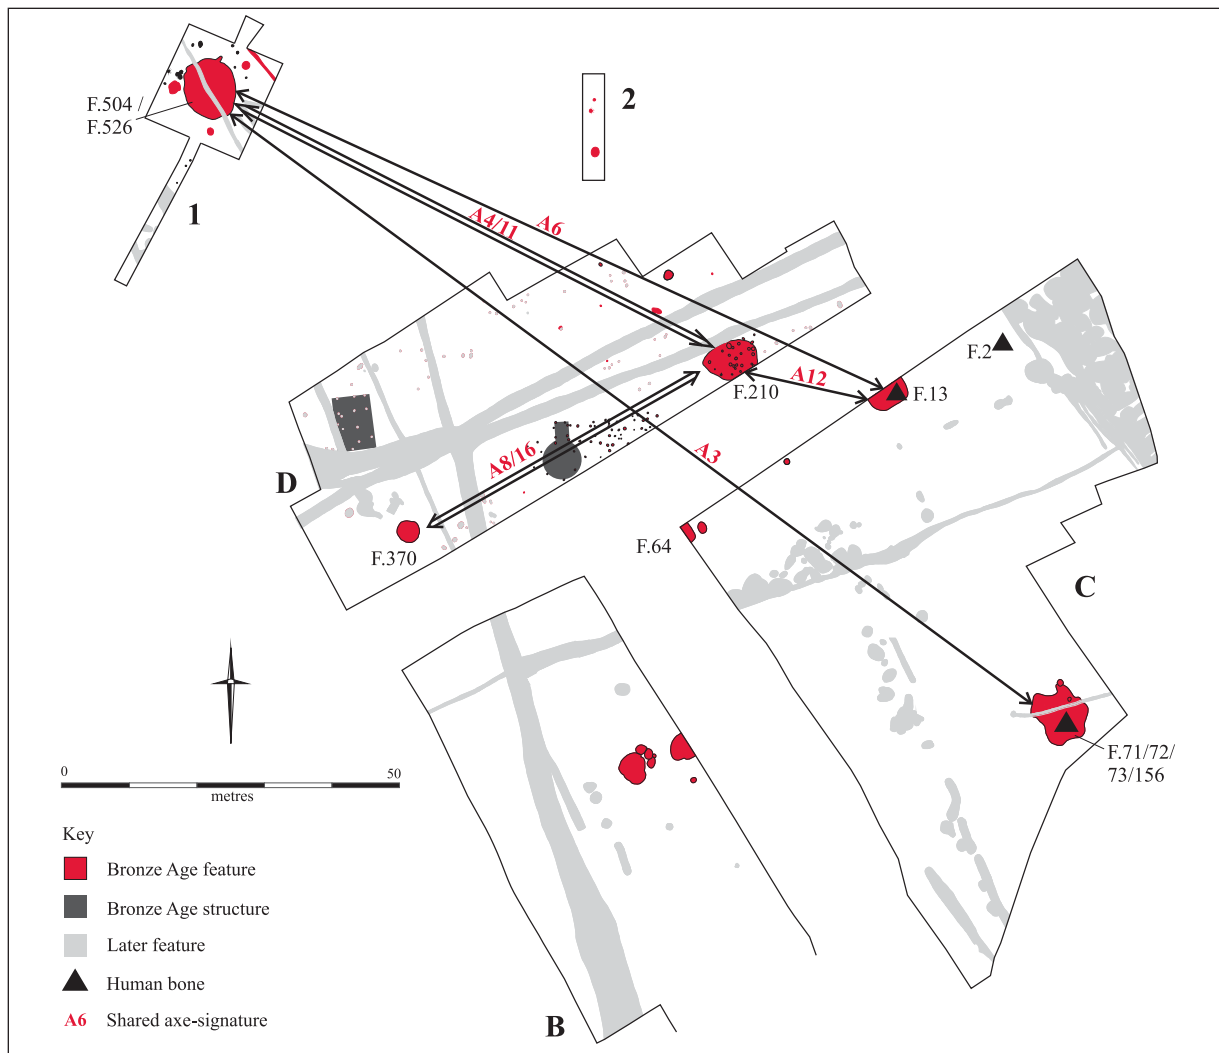 F.504 /
F.526
1
2
A4/11
A6
F.2
F.210
A12
F.13
A8/16
A3
D
F.64
F.370
C
F.71/72/
73/156
B
0 50
metres
Key
Bronze Age feature
Bronze Age structure
Later feature
Human bone
A6 Shared axe-signature